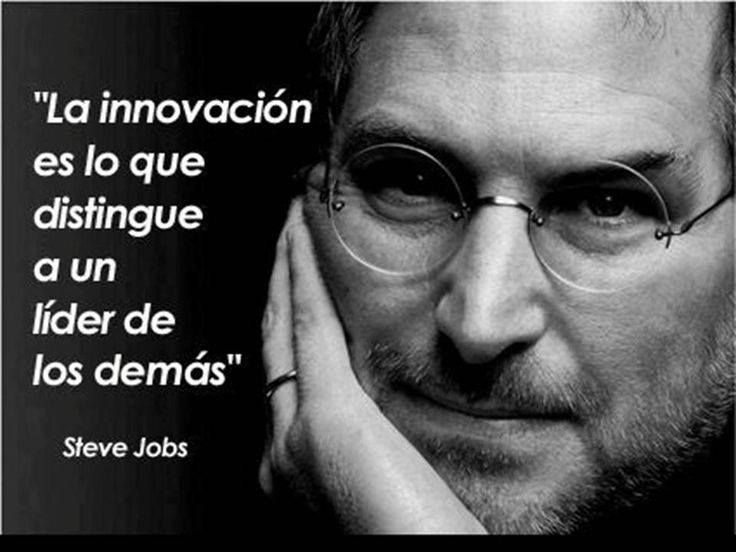 "La innovación
es lo que
distingue
a un
líder de
los demás"
Steve Jobs